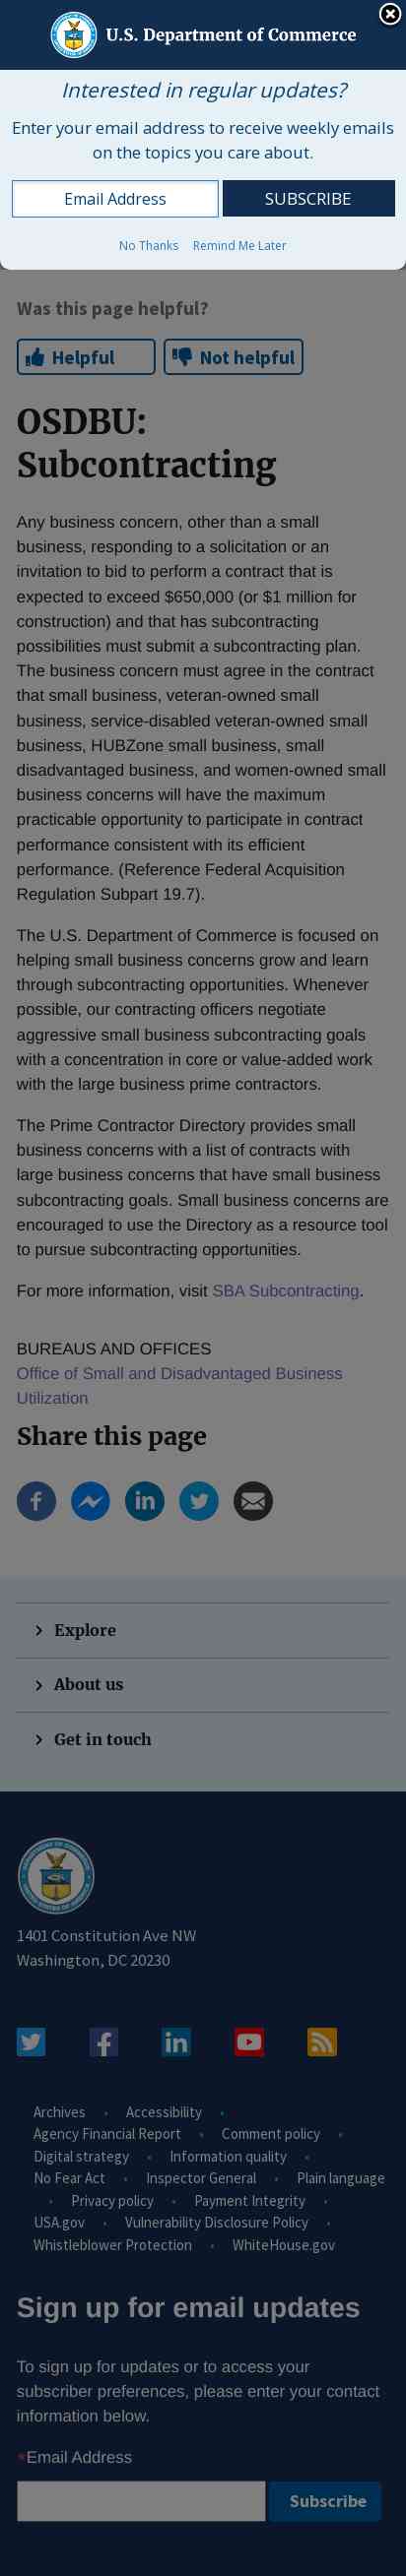 U.S. Department of Commerce
Interested in regular updates?
Enter your email address to receive weekly emails
on the topics you care about.
Email Address
SUBSCRIBE
No Thanks
Remind Me Later
Was this page helpful?
Helpful
Not helpful
OSDBU:
Subcontracting
Any business concern, other than a small
business, responding to a solicitation or an
invitation to bid to perform a contract that is
expected to exceed $650,000 (or $1 million for
construction) and that has subcontracting
possibilities must submit a subcontracting plan.
The business concern must agree in the contract
that small business, veteran-owned small
business, service-disabled veteran-owned small
business, HUBZone small business, small
disadvantaged business, and women-owned small
business concerns will have the maximum
practicable opportunity to participate in contract
performance consistent with its efficient
performance. (Reference Federal Acquisition
Regulation Subpart 19.7).
The U.S. Department of Commerce is focused on
helping small business concerns grow and learn
through subcontracting opportunities. Whenever
possible, our contracting officers negotiate
aggressive small business subcontracting goals
with a concentration in core or value-added work
with the large business prime contractors.
The Prime Contractor Directory provides small
business concerns with a list of contracts with
large business concerns that have small business
subcontracting goals. Small business concerns are
encouraged to use the Directory as a resource tool
to pursue subcontracting opportunities.
For more information, visit SBA Subcontracting.
BUREAUS AND OFFICES
Office of Small and Disadvantaged Business
Utilization
Share this page
Explore
About us
Get in touch
1401 Constitution Ave NW
Washington, DC 20230
Archives • Accessibility •
Agency Financial Report • Comment policy •
Digital strategy • Information quality •
No Fear Act • Inspector General • Plain language
• Privacy policy • Payment Integrity •
USA.gov • Vulnerability Disclosure Policy •
Whistleblower Protection • WhiteHouse.gov
Sign up for email updates
To sign up for updates or to access your
subscriber preferences, please enter your contact
information below.
*Email Address
Subscribe